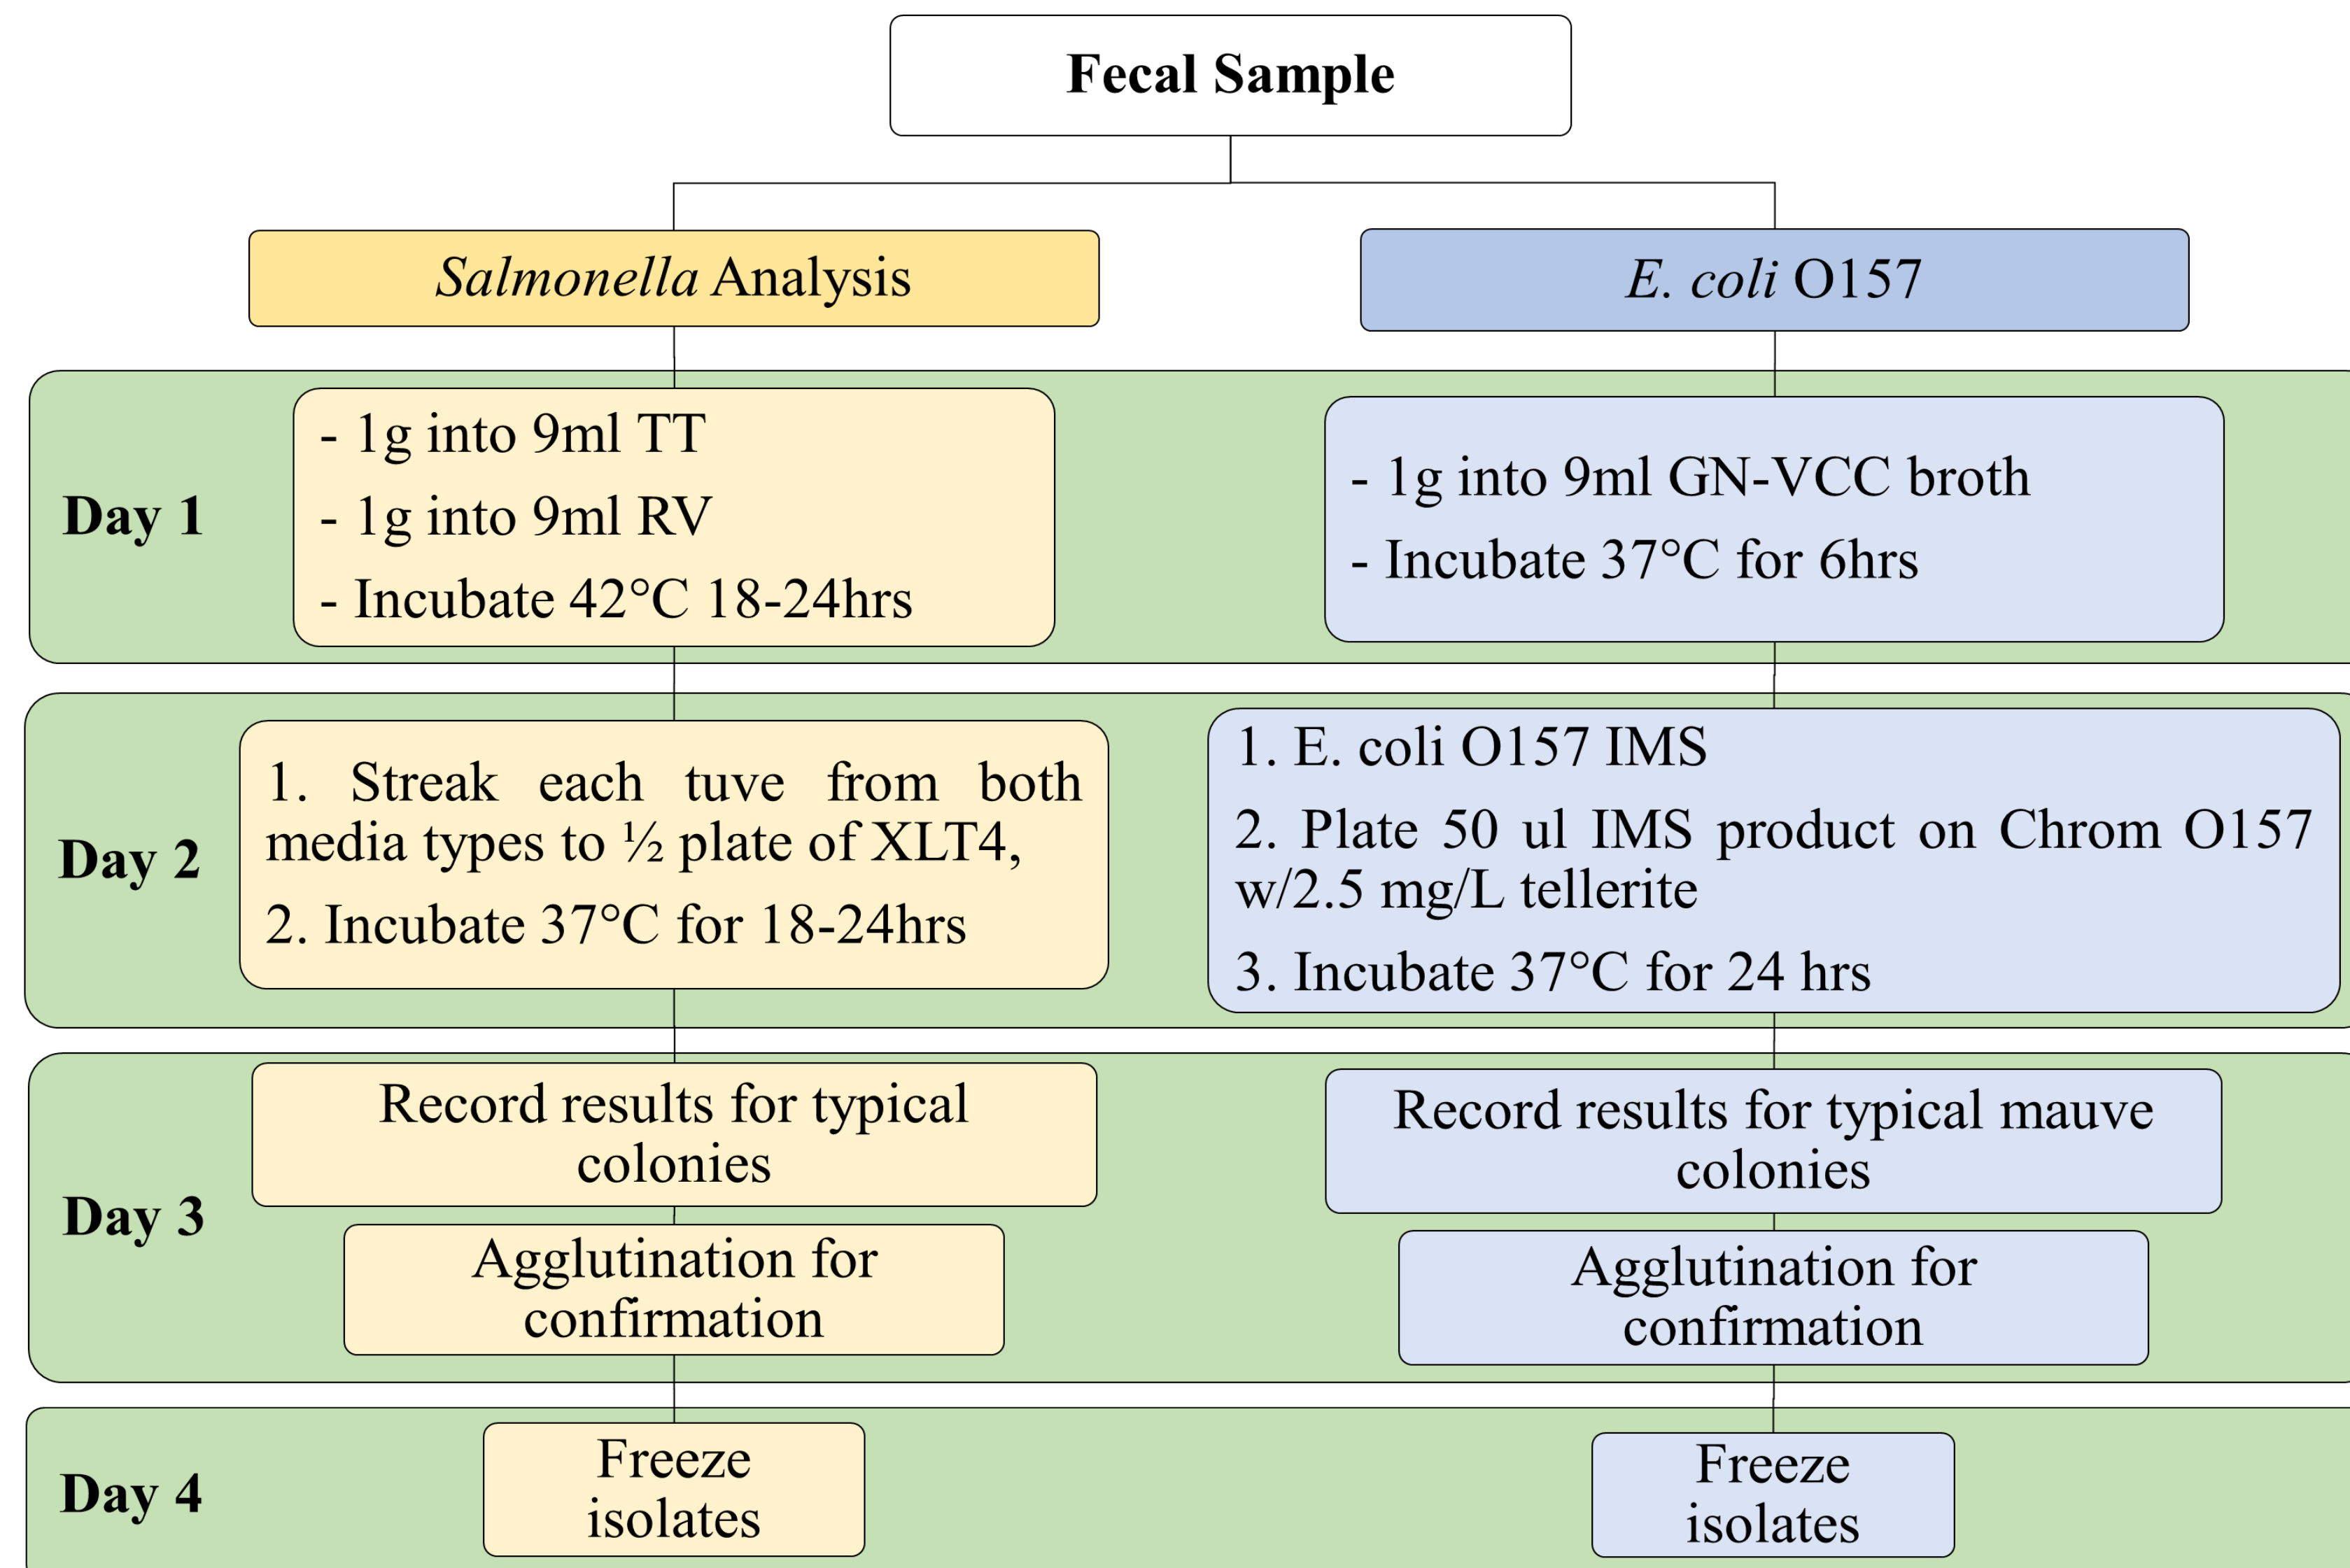 Fecal Sample
Salmonella Analysis
E. coli O157
Day 1
- 1g into 9ml TT
- 1g into 9ml RV
- Incubate 42°C 18-24hrs
- 1g into 9ml GN-VCC broth
- Incubate 37°C for 6hrs
Day 2
1. Streak each tuve from both
media types to ½ plate of XLT4,
2. Incubate 37°C for 18-24hrs
1. E. coli O157 IMS
2. Plate 50 ul IMS product on Chrom O157
w/2.5 mg/L tellerite
3. Incubate 37°C for 24 hrs
Day 3
Record results for typical
colonies
Agglutination for
confirmation
Record results for typical mauve
colonies
Agglutination for
confirmation
Day 4
Freeze
isolates
Freeze
isolates